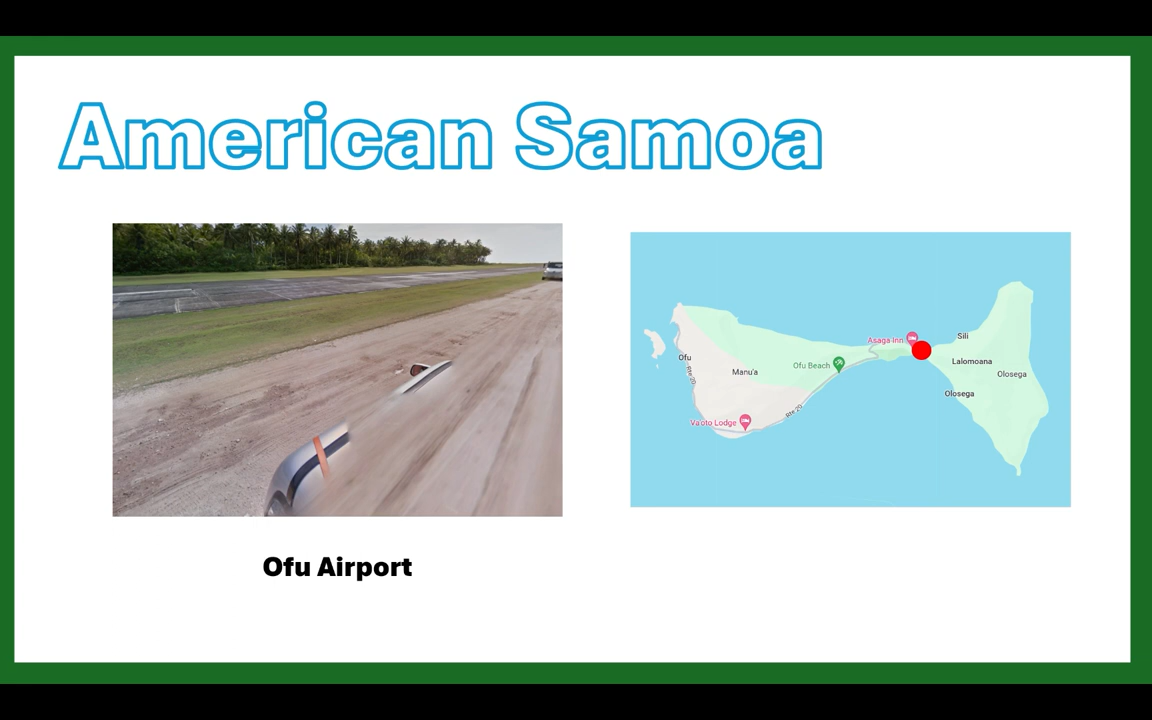 American Samoa
Asaga Inn
Sili
Ofu
Lalomoana
Ofu Beach
Manu'a
Olosega
Rte 20
Olosega
Rte 20
Va'oto Lodge
Ofu Airport